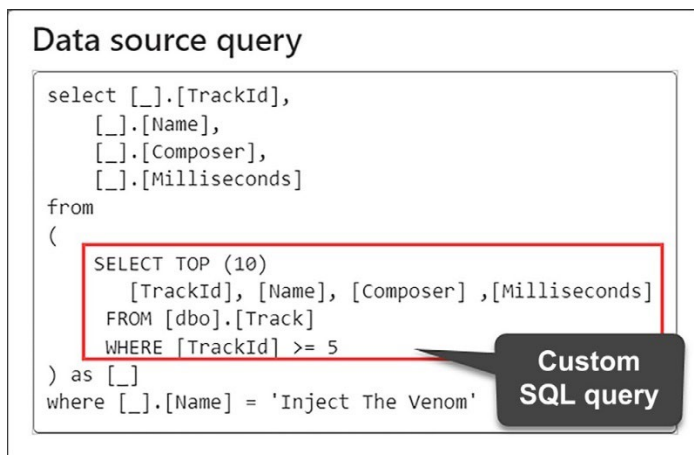 Data source query
select [_].[TrackId],
[_].[Name],
[_].[Composer],
[_].[Milliseconds]
from
(
SELECT TOP (10)
[TrackId], [Name], [Composer] ,[Milliseconds]
FROM [dbo].[Track]
WHERE [TrackId] >= 5
) as [_]
where [_].[Name] = 'Inject The Venom'
Custom
SQL query